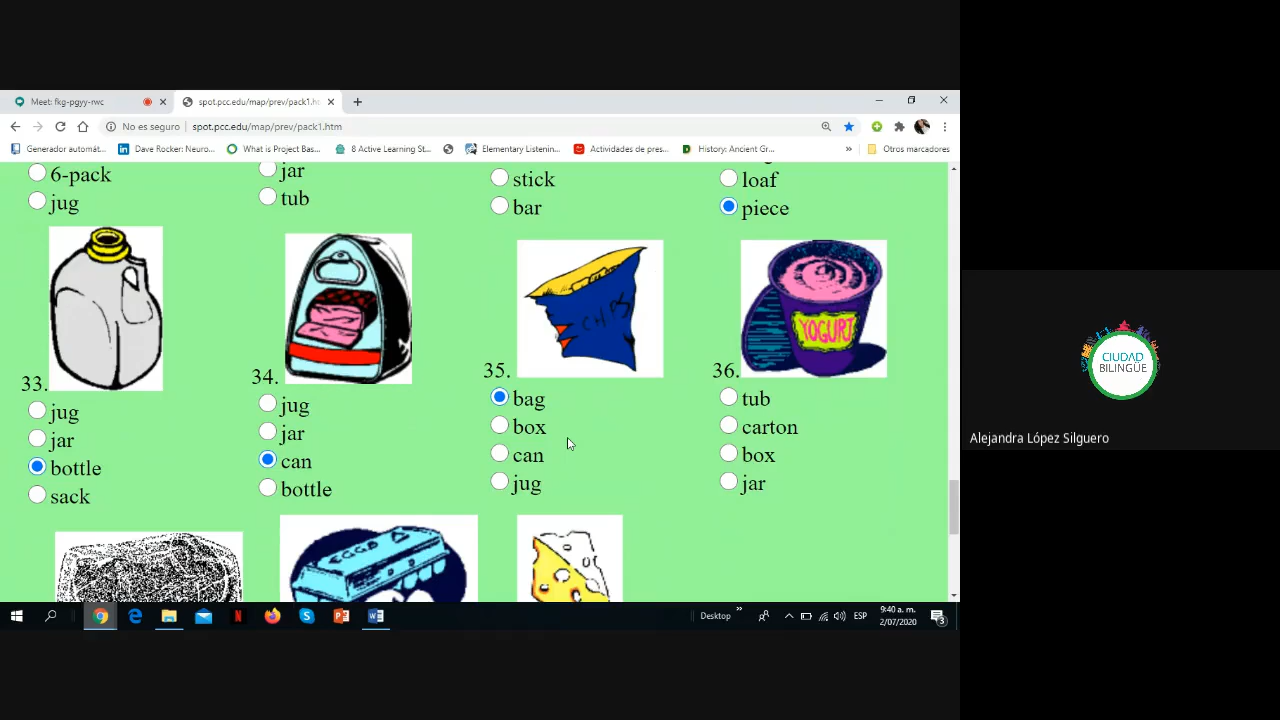 Meet: fkg-pgyy-rwc
spot.pcc.edu/map/prev/pack1.ht
No es seguro
spot.pcc.edu/map/prev/pack1.htm
Generador automát...
Dave Rocker: Neuro...
What is Project Bas...
8 Active Learning St...
Elementary Listenin...
Actividades de pres...
History: Ancient Gr...
»
Otros marcadores
6-pack
jug
jar
tub
stick
bar
loaf
piece
33.
jug
jar
bottle
sack
34.
jug
jar
can
bottle
CHPS
35.
bag
box
can
jug
YOGURT
36.
tub
carton
box
jar
EGGS
Desktop
»
ESP
9:40 a. m.
2/07/2020
3
CIUDAD
BILINGÜE
Alejandra López Silguero